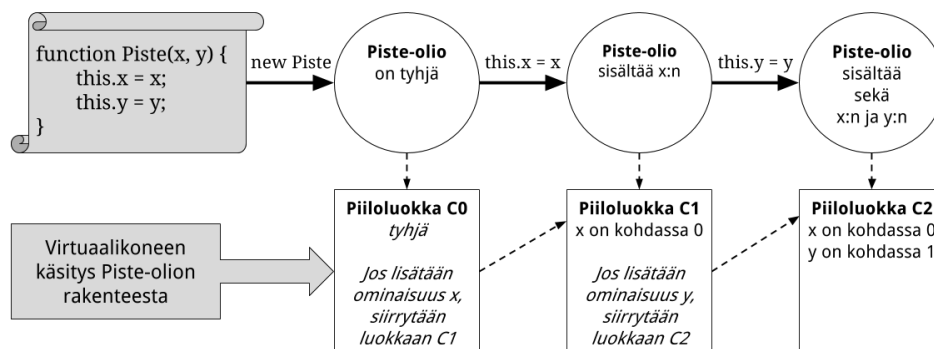 function Piste(x, y) {
this.x = x;
this.y = y;
}
new Piste
Piste-olio
on tyhjä
this.x = x
Piste-olio
sisältää x:n
this.y = y
Piste-olio
sisältää
sekä
x:n ja y:n
Virtuaalikoneen
käsitys Piste-olion
rakenteesta
Piiloluokka C0
tyhjä
Jos lisätään
ominaisuus x,
siirrytään
luokkaan C1
Piiloluokka C1
x on kohdassa 0
Jos lisätään
ominaisuus y,
siirrytään
luokkaan C2
Piiloluokka C2
x on kohdassa 0
y on kohdassa 1